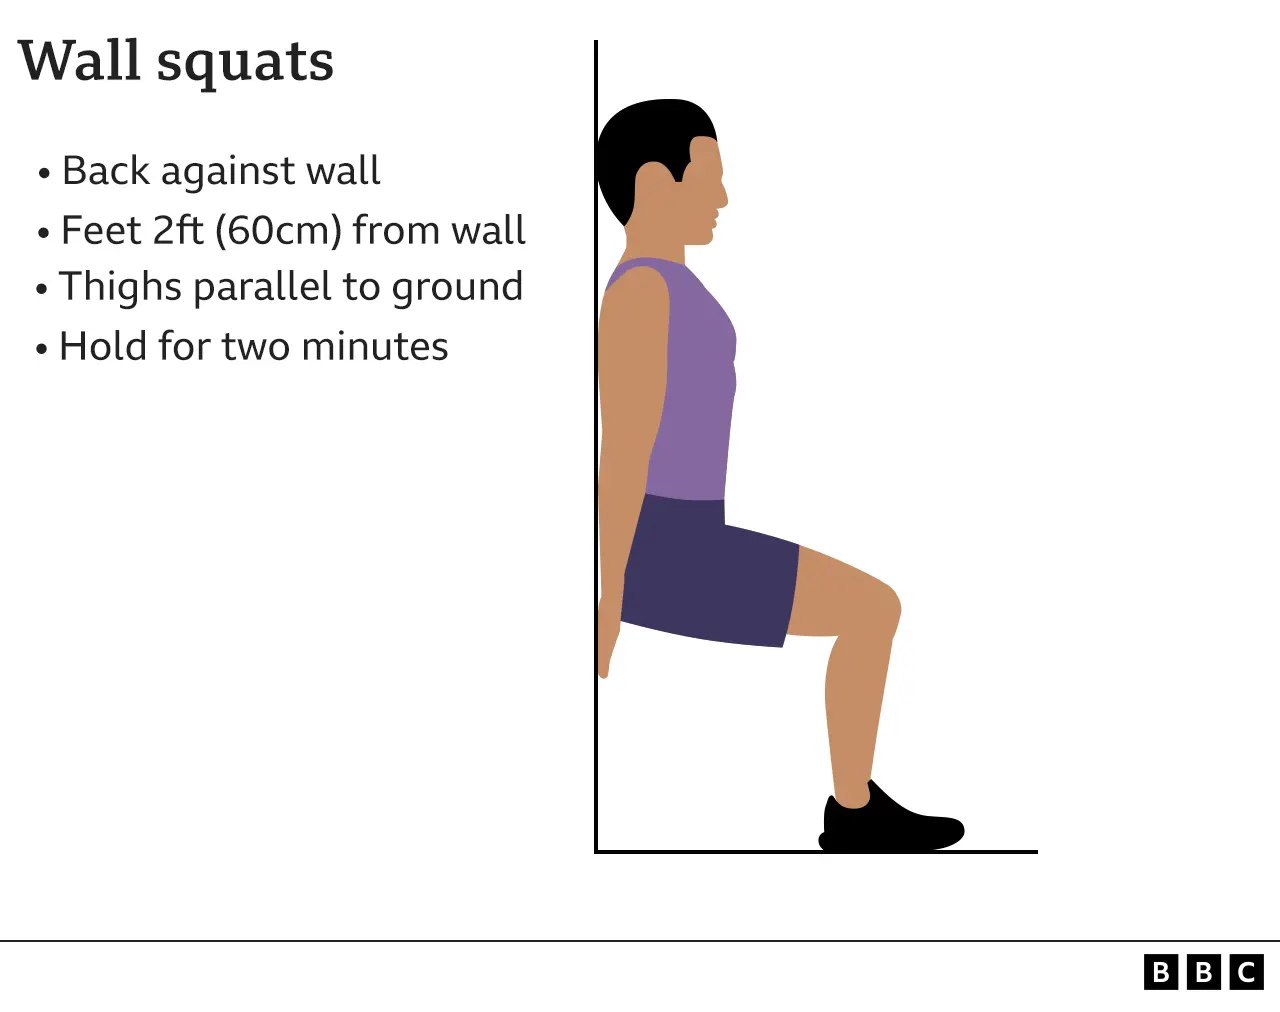 Wall squats
• Back against wall
• Feet 2ft (60cm) from wall
• Thighs parallel to ground
• Hold for two minutes
BBC